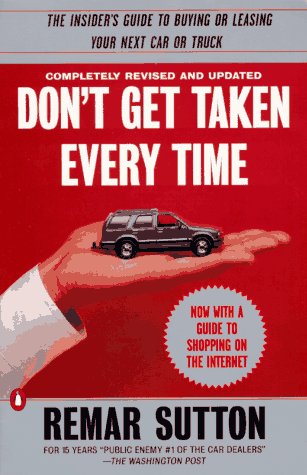 THE INSIDER'S GUIDE TO BUYING OR LEASING
YOUR NEXT CAR OR TRUCK
COMPLETELY REVISED AND UPDATED
DON'T GET TAKEN
EVERY TIME
NOW WITH A
GUIDE TO
SHOPPING ON
THE INTERNET
REMAR SUTTON
FOR 15 YEARS "PUBLIC ENEMY #1 OF THE CAR DEALERS"
—THE WASHINGTON POST